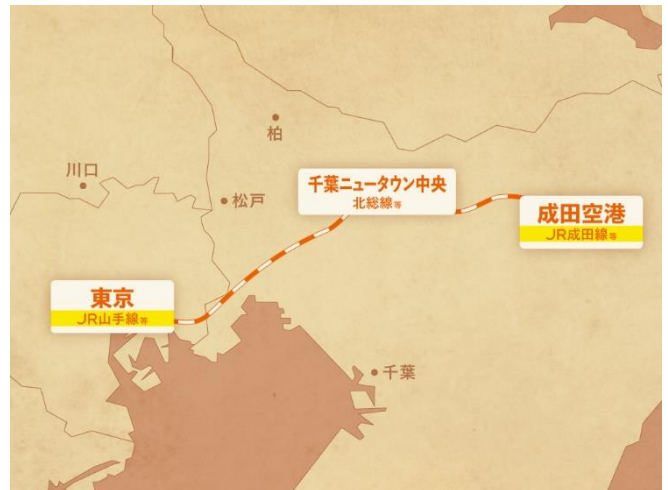 柏
川口
松戸
千葉ニュータウン中央
北総線等
成田空港
JR成田線等
東京
JR山手線等
千葉